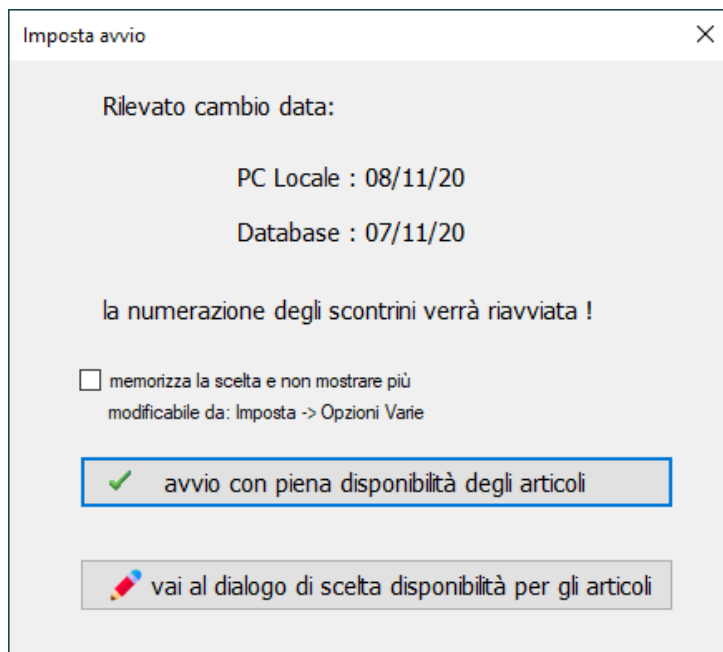 Imposta avvio
Rilevato cambio data:
PC Locale : 08/11/20
Database : 07/11/20
la numerazione degli scontrini verrà riavviata !
memorizza la scelta e non mostrare più
modificabile da: Imposta -> Opzioni Varie
avvio con piena disponibilità degli articoli
vai al dialogo di scelta disponibilità per gli articoli